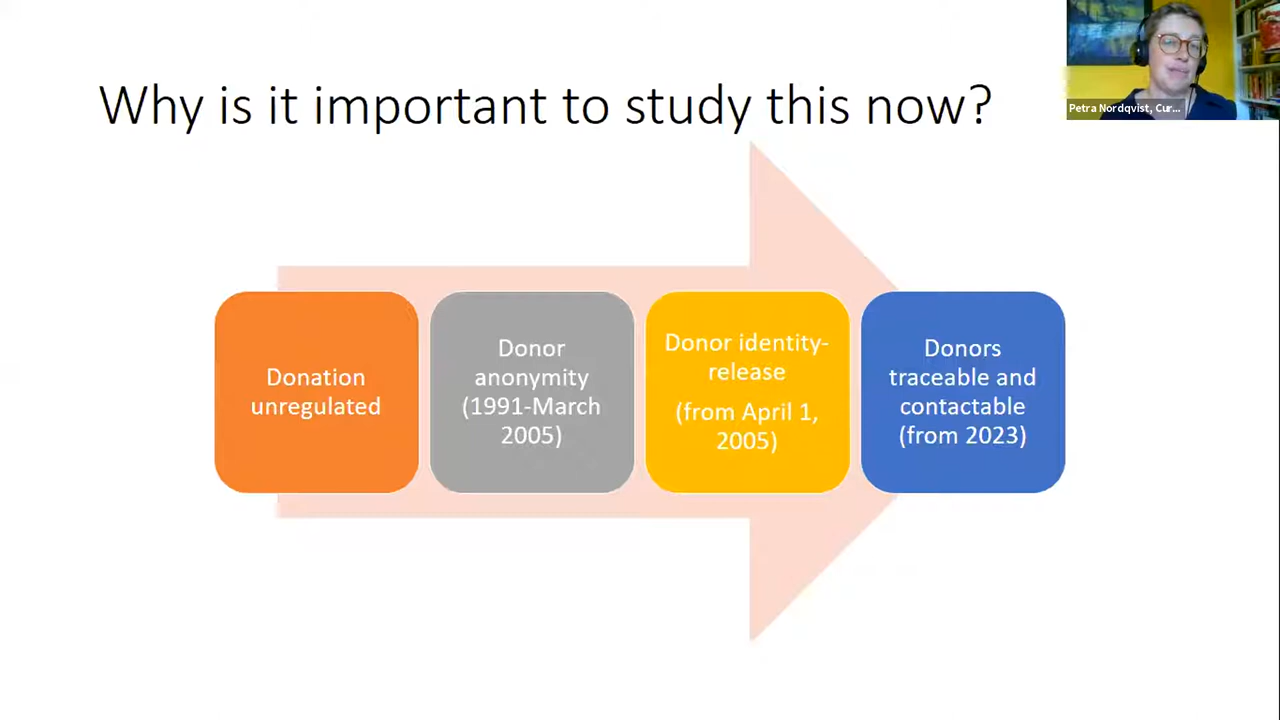 Why is it important to study this now?
Petra Nordqvist, Cur...
Donation
unregulated
Donor
anonymity
(1991-March
2005)
Donor identity-
release
(from April 1,
2005)
Donors
traceable and
contactable
(from 2023)